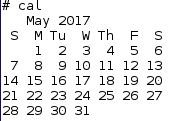 # cal
    May 2017
 S  M Tu  W Th  F  S
    1  2  3  4  5  6
 7  8  9 10 11 12 13
14 15 16 17 18 19 20
21 22 23 24 25 26 27
28 29 30 31